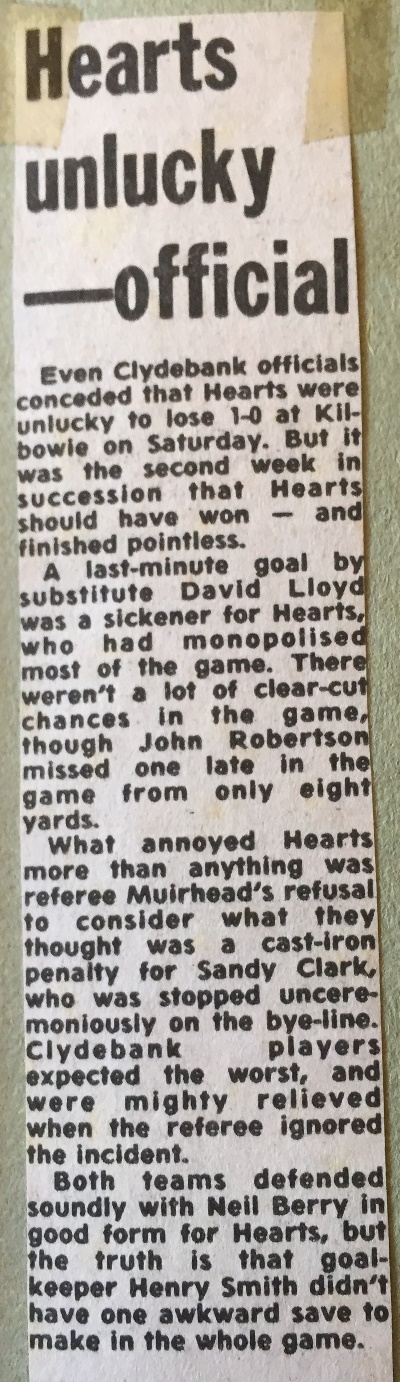 Hearts
unlucky
—official
Even Clydebank officials
conceded that Hearts were
unlucky to lose 1-0 at Kil-
bowie on Saturday. But it
was the second week in
succession that Hearts
should have won — and
finished pointless.
A last-minute goal by
substitute David Lloyd
was a sickener for Hearts,
who had monopolised
most of the game. There
weren't a lot of clear-cut
chances in the game,
though John Robertson
missed one late in the
game from only eight
yards.
What annoyed Hearts
more than anything was
referee Muirhead's refusal
to consider what they
thought was a cast-iron
penalty for Sandy Clark,
who was stopped uncere-
moniously on the bye-line.
Clydebank players
expected the worst, and
were mighty relieved
when the referee ignored
the incident.
Both teams defended
soundly with Neil Berry in
good form for Hearts, but
the truth is that goal-
keeper Henry Smith didn't
have one awkward save to
make in the whole game.